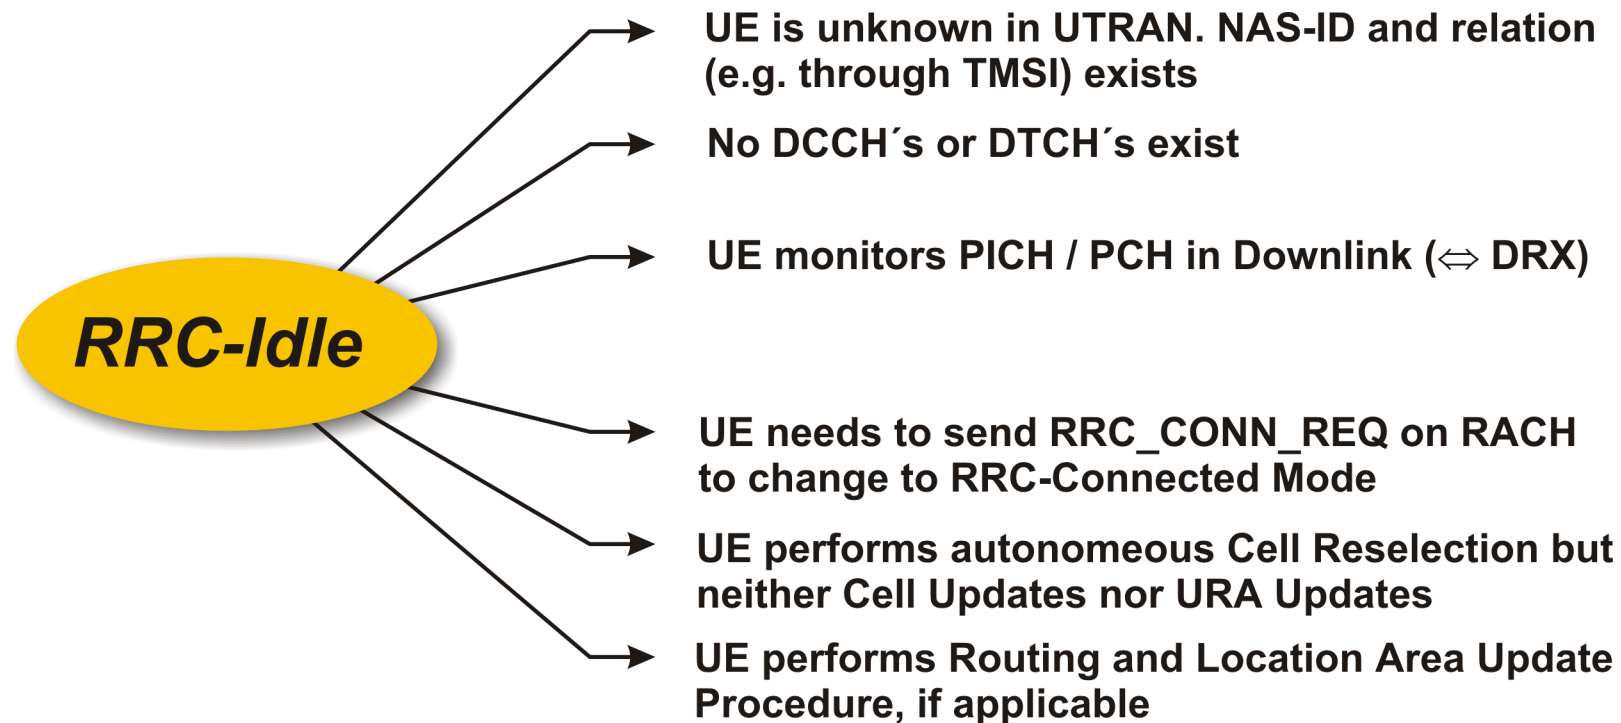 UE is unknown in UTRAN. NAS-ID and relation
(e.g. through TMSI) exists
No DCCH´s or DTCH´s exist
UE monitors PICH / PCH in Downlink (⇔ DRX)
RRC-Idle
UE needs to send RRC_CONN_REQ on RACH
to change to RRC-Connected Mode
UE performs autonomeous Cell Reselection but
neither Cell Updates nor URA Updates
UE performs Routing and Location Area Update
Procedure, if applicable